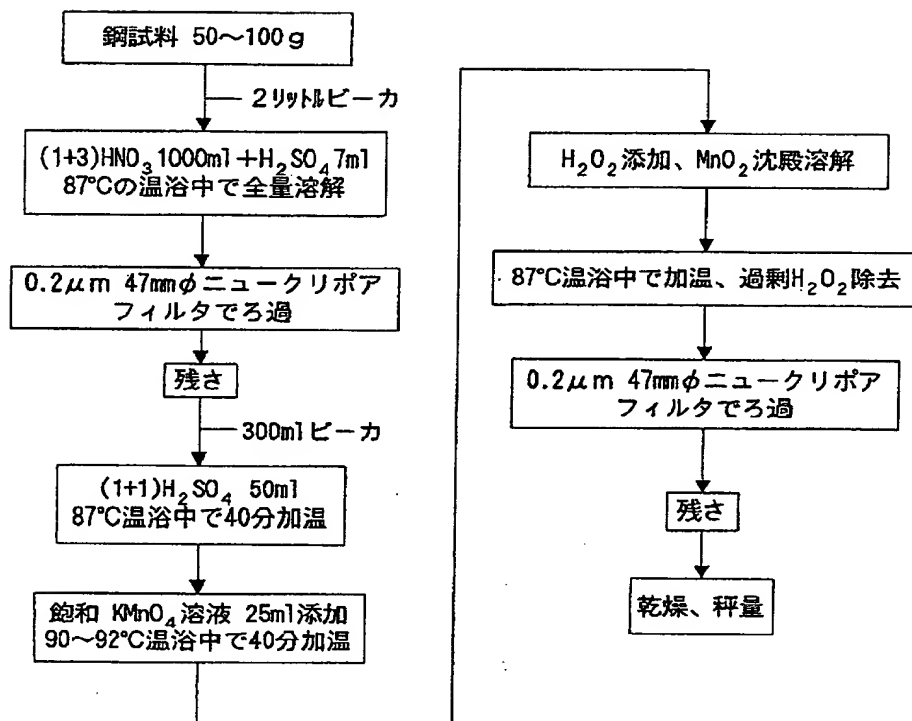 鋼試料 50～100g
2リットルビーカ
(1+3)HNO₃ 1000ml+H₂SO₄ 7ml
87°Cの温浴中で全量溶解
0.2μm 47mmφニュークリポア
フィルタでろ過
残さ
300mlビーカ
(1+1)H₂SO₄ 50ml
87°C温浴中で40分加温
飽和 KMnO₄溶液 25ml添加
90～92°C温浴中で40分加温
H₂O₂添加、MnO₂沈殿溶解
87°C温浴中で加温、過剰H₂O₂除去
0.2μm 47mmφニュークリポア
フィルタでろ過
残さ
乾燥、秤量